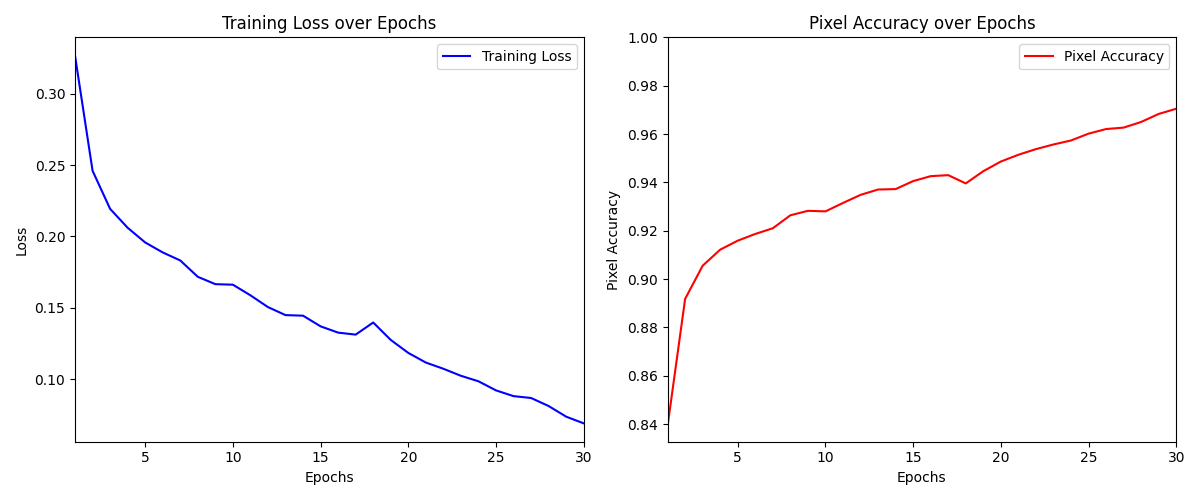 Training Loss over Epochs
Training Loss
0.30
0.25
0.20
0.15
0.10
Loss
5 10 15 20 25 30
Epochs
Pixel Accuracy over Epochs
Pixel Accuracy
1.00
0.98
0.96
0.94
0.92
0.90
0.88
0.86
0.84
Pixel Accuracy
5 10 15 20 25 30
Epochs